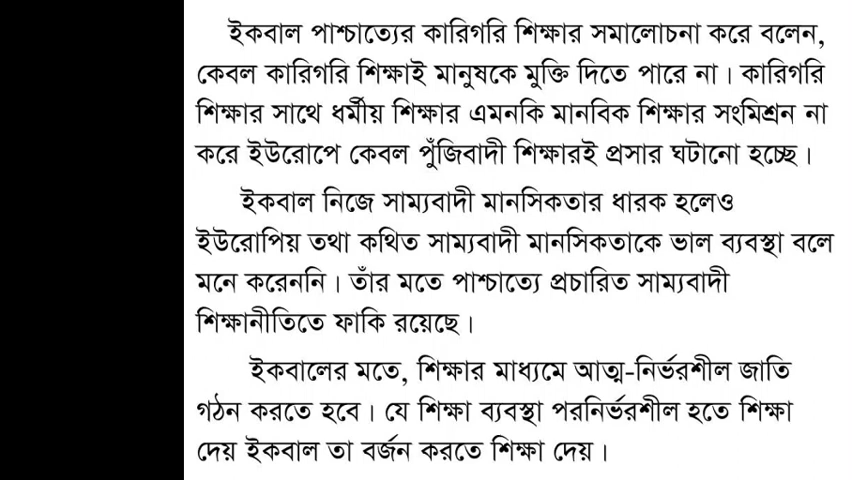 ইকবাল পাশ্চাত্যের কারিগরি শিক্ষার সমালোচনা করে বলেন,
কেবল কারিগরি শিক্ষাই মানুষকে মুক্তি দিতে পারে না। কারিগরি
শিক্ষার সাথে ধর্মীয় শিক্ষার এমনকি মানবিক শিক্ষার সংমিশ্রন না
করে ইউরোপে কেবল পুঁজিবাদী শিক্ষারই প্রসার ঘটানো হচ্ছে।
ইকবাল নিজে সাম্যবাদী মানসিকতার ধারক হলেও
ইউরোপিয় তথা কথিত সাম্যবাদী মানসিকতাকে ভাল ব্যবস্থা বলে
মনে করেননি। তাঁর মতে পাশ্চাত্যে প্রচারিত সাম্যবাদী
শিক্ষানীতিতে ফাকি রয়েছে।
ইকবালের মতে, শিক্ষার মাধ্যমে আত্ম-নির্ভরশীল জাতি
গঠন করতে হবে। যে শিক্ষা ব্যবস্থা পরনির্ভরশীল হতে শিক্ষা
দেয় ইকবাল তা বর্জন করতে শিক্ষা দেয়।